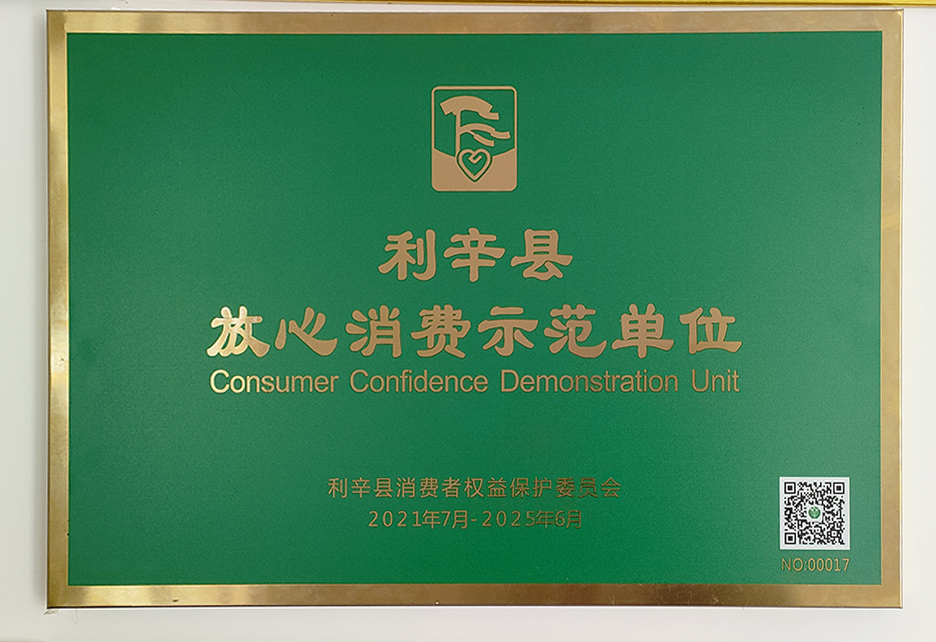 利辛县
放心消费示范单位
Consumer Confidence Demonstration Unit
利辛县消费者权益保护委员会
2021年7月-2025年6月
NO:00017